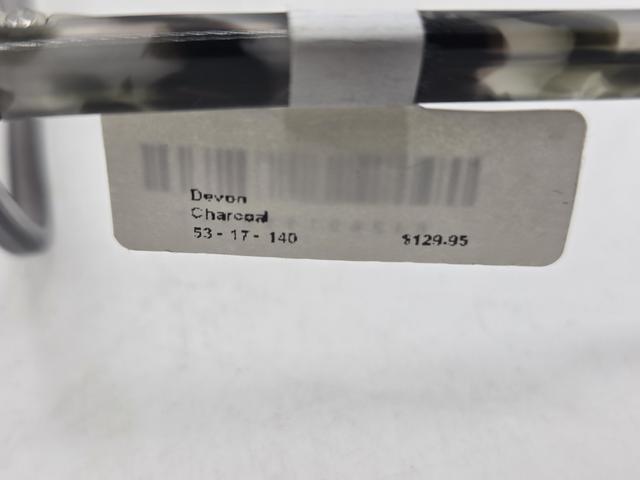 Devon
Charcoal
53 - 17 - 140 $129.95